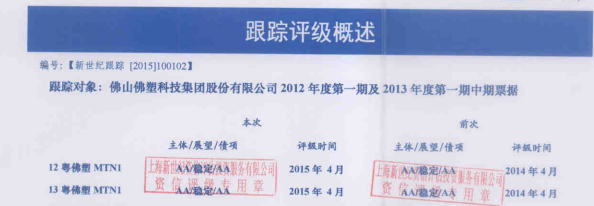 跟踪评级概述
编号：【新世纪跟踪 [2015]100102】
跟踪对象：佛山佛塑科技集团股份有限公司 2012 年度第一期及 2013 年度第一期中期票据
本次 前次
主体/展望/债项 评级时间 主体/展望/债项 评级时间
12 粤佛塑 MTN1 AA/稳定/AA 2015 年 4 月 AA/稳定/AA 2014 年 4 月
13 粤佛塑 MTN1 AA/稳定/AA 2015 年 4 月 AA/稳定/AA 2014 年 4 月
上海新世纪资信评估投资服务有限公司
资信评级专用章
上海新世纪资信评估投资服务有限公司
资信评级专用章